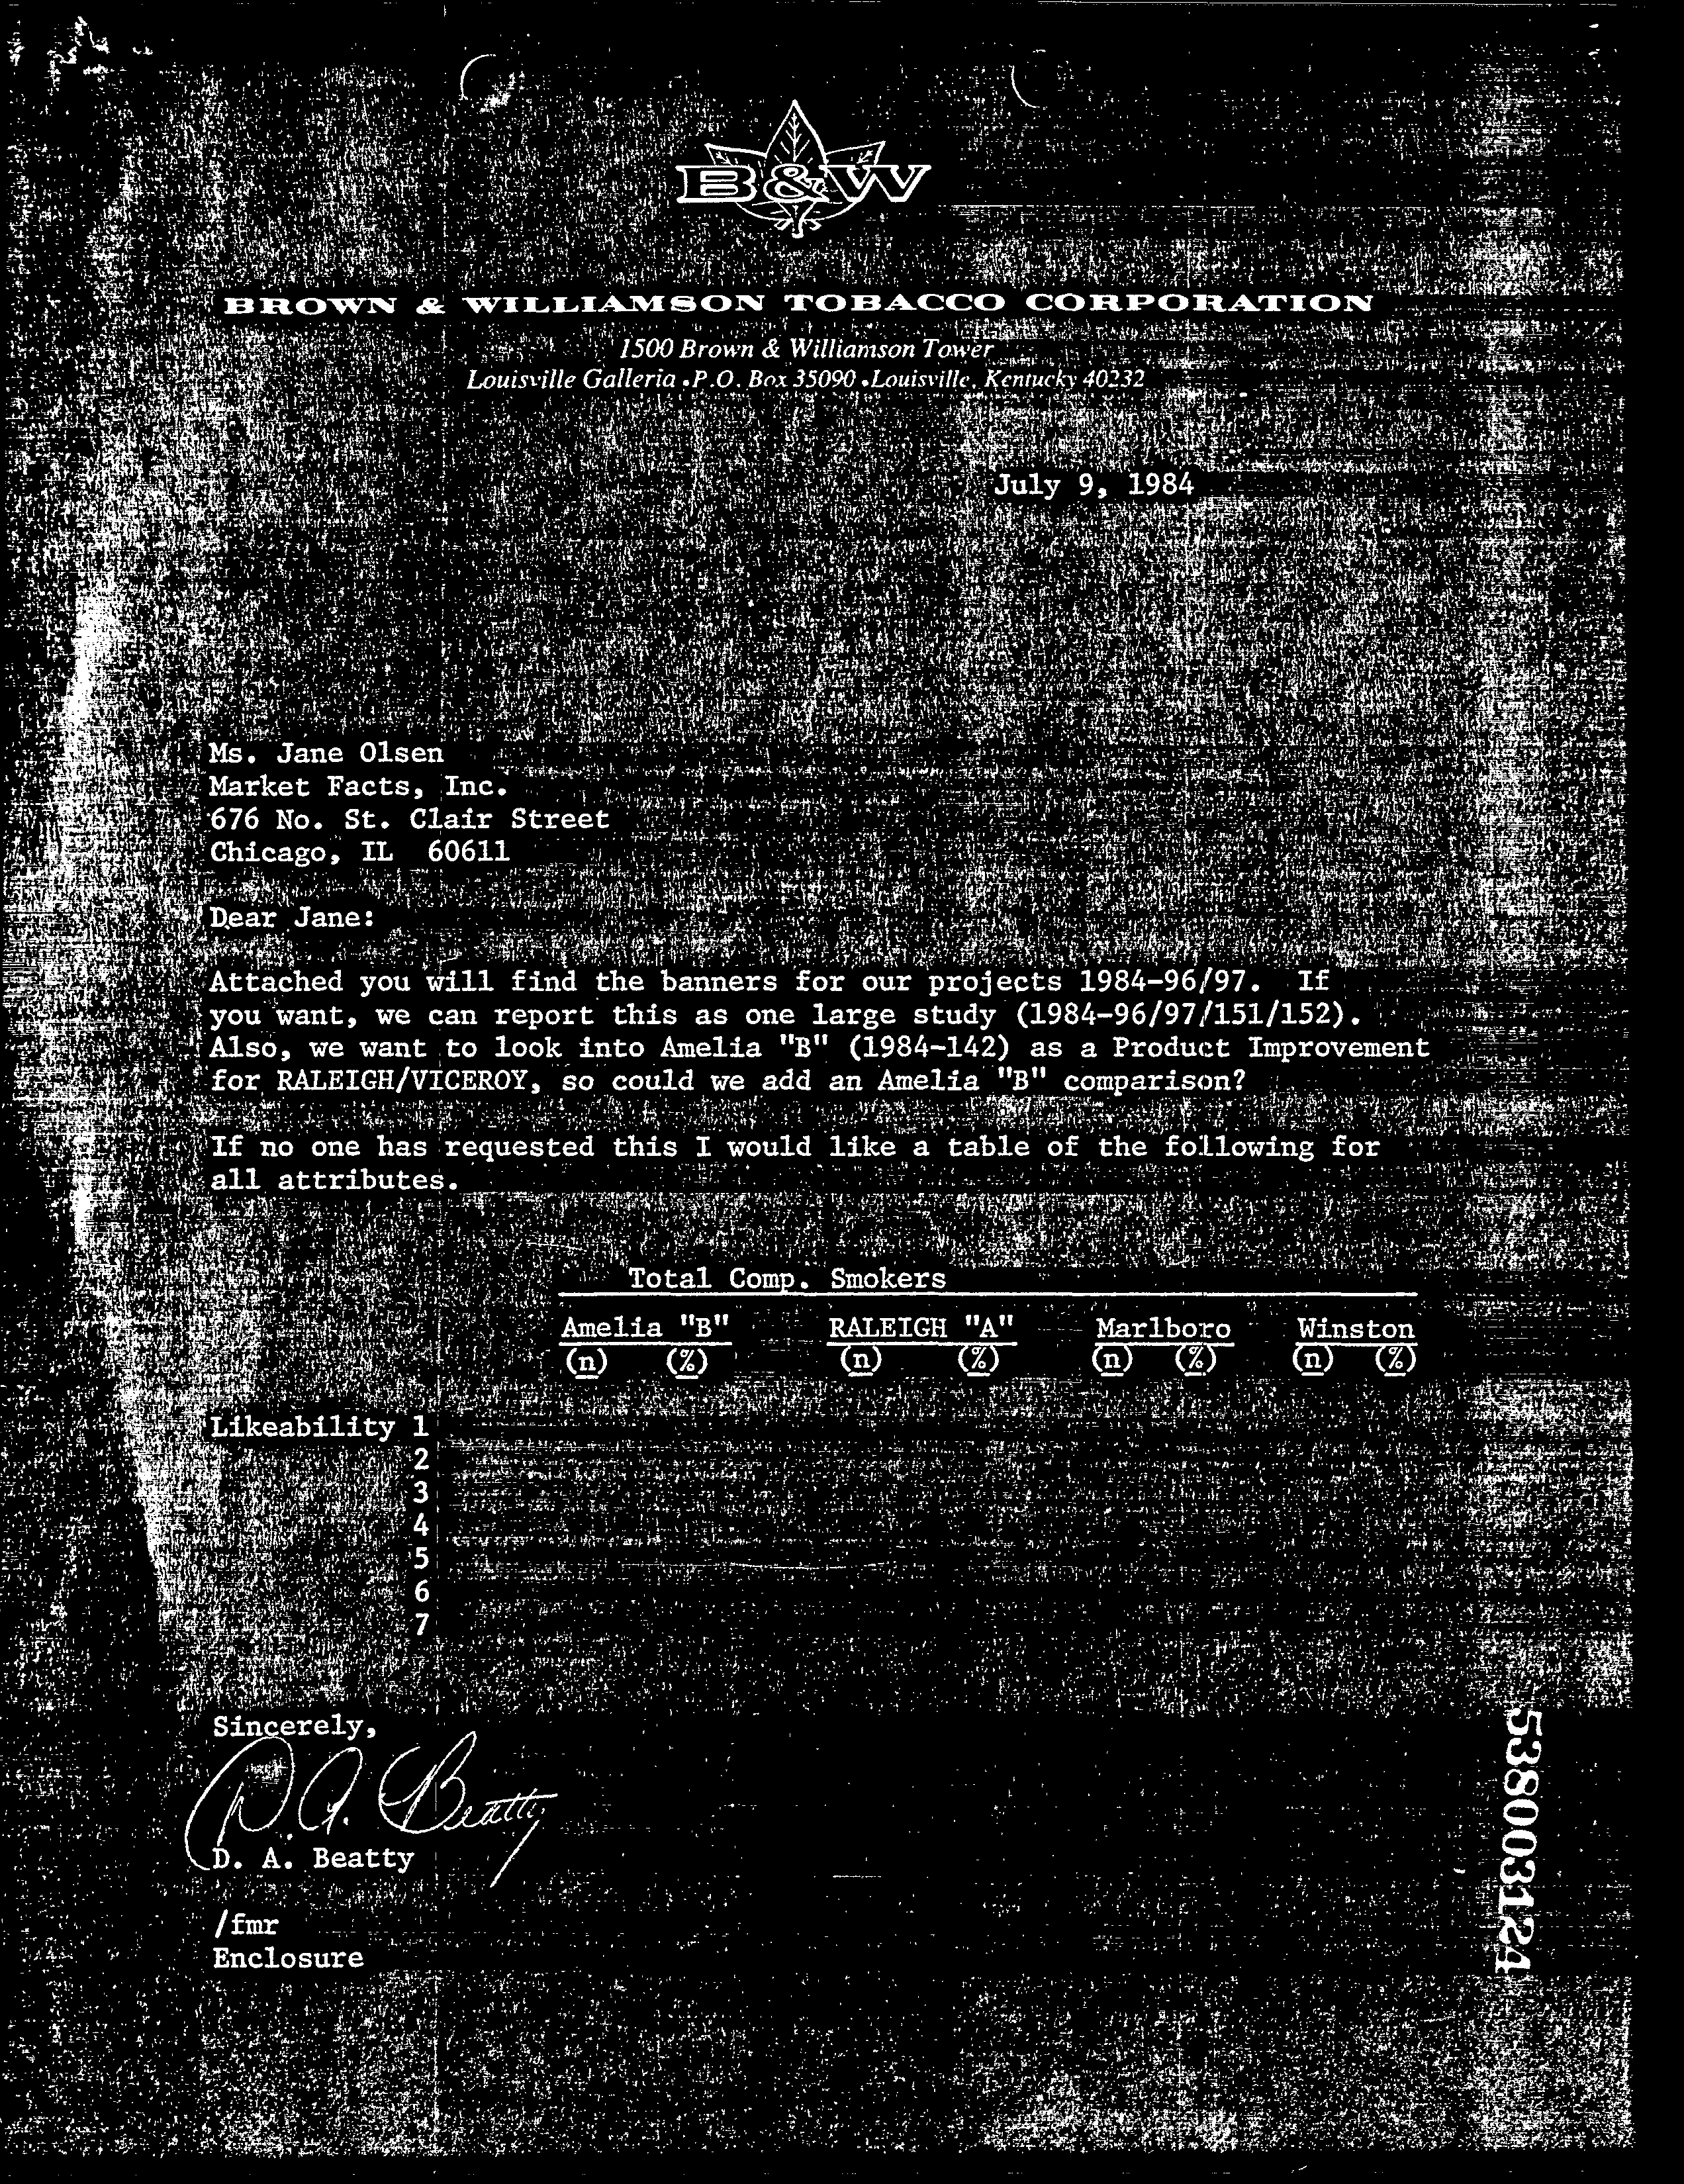 B&W
BROWN & WILLIAMSON TOBACCO CORPORATION
1500 Brown & Williamson Tower
Louisville Galleria • P.O. Box 35090 • Louisville, Kentucky 40232
July 9, 1984
Ms. Jane Olsen
Market Facts, Inc.
676 No. St. Clair Street
Chicago, IL 60611
Dear Jane:
Attached you will find the banners for our projects 1984-96/97. If
you want, we can report this as one large study (1984-96/97/151/152).
Also, we want to look into Amelia "B" (1984-142) as a Product Improvement
for RALEIGH/VICEROY, so could we add an Amelia "B" comparison?
If no one has requested this I would like a table of the following for
all attributes.
Total Comp. Smokers
Amelia "B" RALEIGH "A" Marlboro Winston
(n) (%) (n) (%) (n) (%) (n) (%)
Likeability 1
2
3
4
5
6
7
Sincerely,
D. A. Beatty
D. A. Beatty
/fmr
Enclosure
538003124